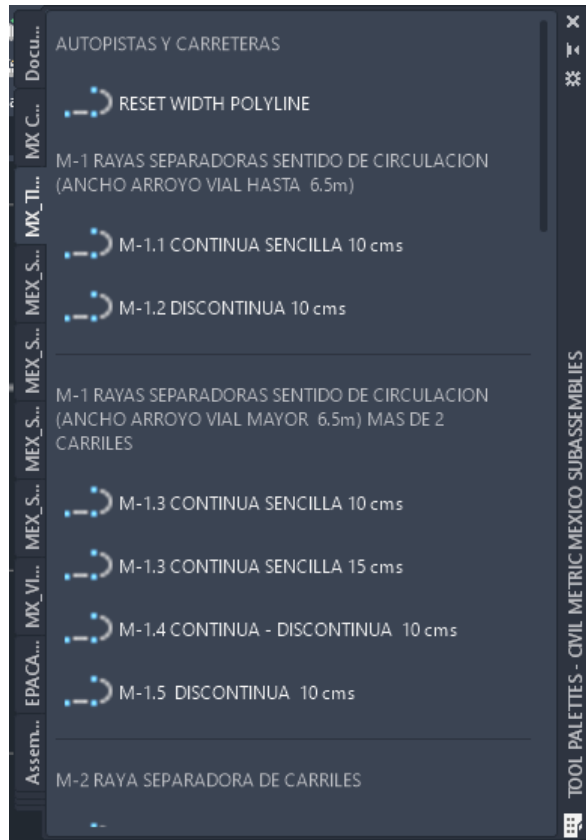 AUTOPISTAS Y CARRETERAS
RESET WIDTH POLYLINE
M-1 RAYAS SEPARADORAS SENTIDO DE CIRCULACION
(ANCHO ARROYO VIAL HASTA  6.5m)
M-1.1 CONTINUA SENCILLA 10 cms
M-1.2 DISCONTINUA 10 cms
M-1 RAYAS SEPARADORAS SENTIDO DE CIRCULACION
(ANCHO ARROYO VIAL MAYOR  6.5m) MAS DE 2
CARRILES
M-1.3 CONTINUA SENCILLA 10 cms
M-1.3 CONTINUA SENCILLA 15 cms
M-1.4 CONTINUA - DISCONTINUA  10 cms
M-1.5  DISCONTINUA  10 cms
M-2 RAYA SEPARADORA DE CARRILES
Docu...
MX C...
MX_TI...
MEX_S...
MEX_S...
MEX_S...
MEX_S...
MX_VI...
EPACA...
Assem...
TOOL PALETTES - CIVIL METRIC MEXICO SUBASSEMBLIES